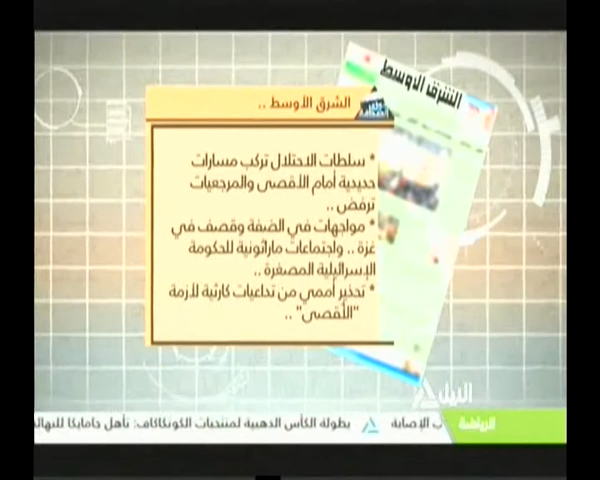 الشرق الأوسط
الشرق الأوسط ..
* سلطات الاحتلال تركب مسارات
حديدية أمام الأقصى والمرجعيات
ترفض ..
* مواجهات في الضفة وقصف في
غزة .. واجتماعات ماراثونية للحكومة
الإسرائيلية المصغرة ..
* تحذير أممي من تداعيات كارثية لأزمة
"الأقصى" ..
النيل
الرياضة
ب الإصابة
بطولة الكأس الذهبية لمنتخبات الكونكاكاف: تأهل جامايكا للنهائ